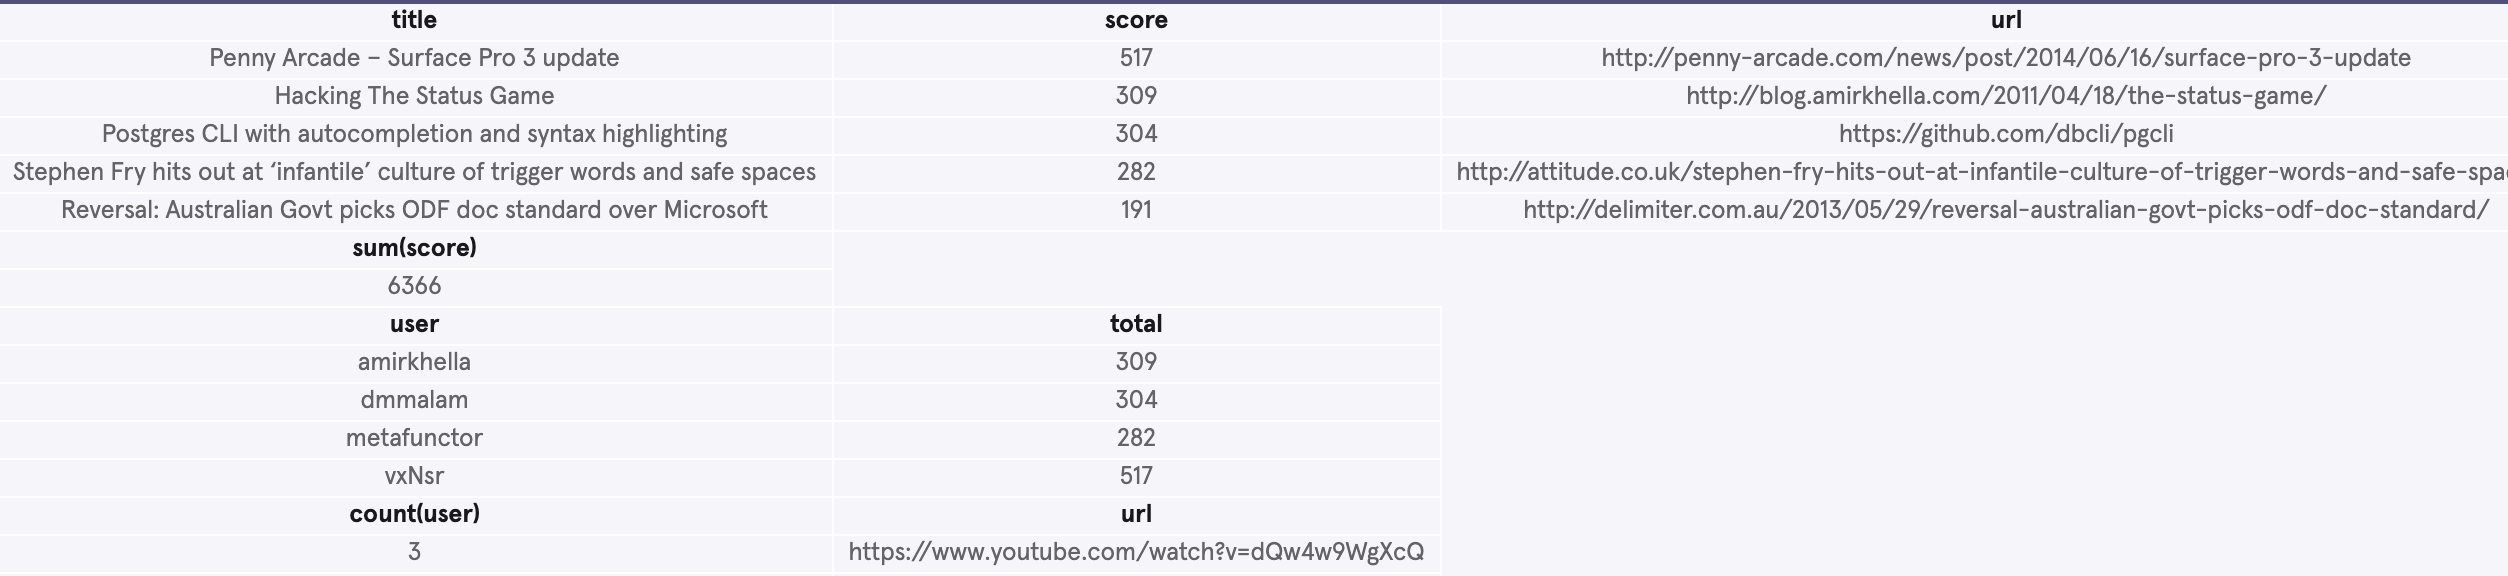 title score url
Penny Arcade – Surface Pro 3 update 517 http://penny-arcade.com/news/post/2014/06/16/surface-pro-3-update
Hacking The Status Game 309 http://blog.amirkhella.com/2011/04/18/the-status-game/
Postgres CLI with autocompletion and syntax highlighting 304 https://github.com/dbcli/pgcli
Stephen Fry hits out at ‘infantile’ culture of trigger words and safe spaces 282 http://attitude.co.uk/stephen-fry-hits-out-at-infantile-culture-of-trigger-words-and-safe-spac
Reversal: Australian Govt picks ODF doc standard over Microsoft 191 http://delimiter.com.au/2013/05/29/reversal-australian-govt-picks-odf-doc-standard/
sum(score)
6366
user total
amirkhella 309
dmmalam 304
metafunctor 282
vxNsr 517
count(user) url
3 https://www.youtube.com/watch?v=dQw4w9WgXcQ